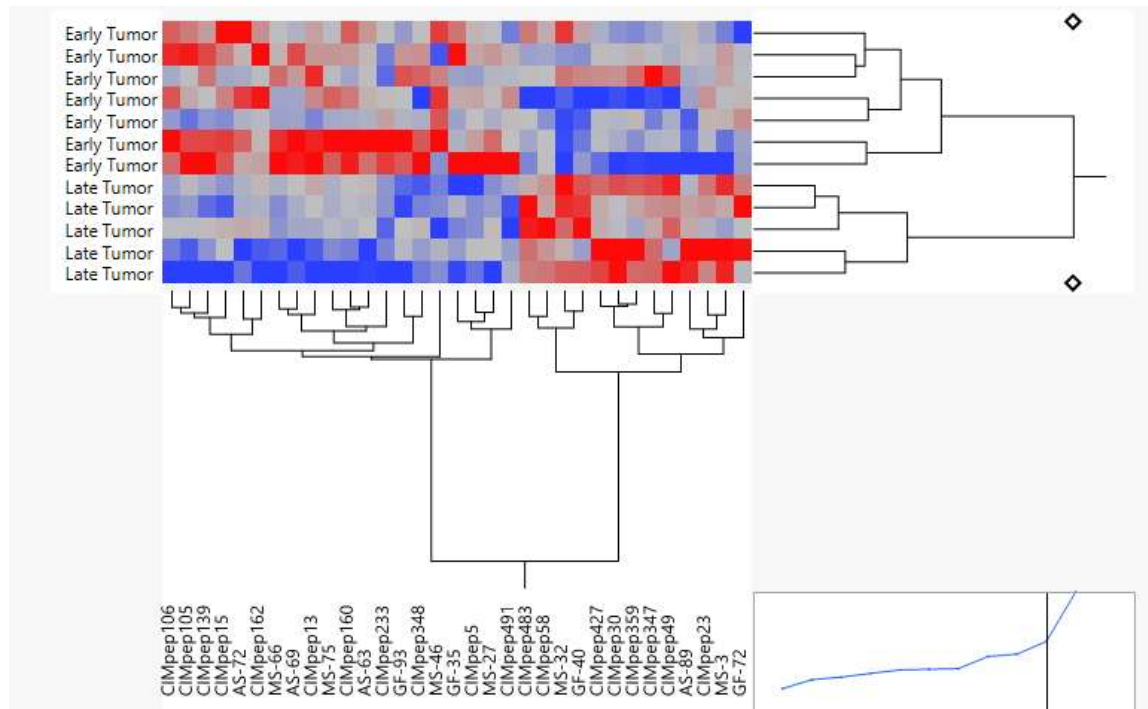 Early Tumor
Early Tumor
Early Tumor
Early Tumor
Early Tumor
Early Tumor
Early Tumor
Late Tumor
Late Tumor
Late Tumor
Late Tumor
Late Tumor
CIMpep106
CIMpep105
CIMpep139
CIMpep15
AS-72
CIMpep162
MS-66
AS-69
CIMpep13
MS-75
CIMpep160
AS-63
CIMpep233
GF-93
CIMpep348
MS-46
GF-35
CIMpep5
MS-27
CIMpep491
CIMpep483
CIMpep58
MS-32
GF-40
CIMpep427
CIMpep30
CIMpep359
CIMpep347
CIMpep49
AS-89
CIMpep23
MS-3
GF-72